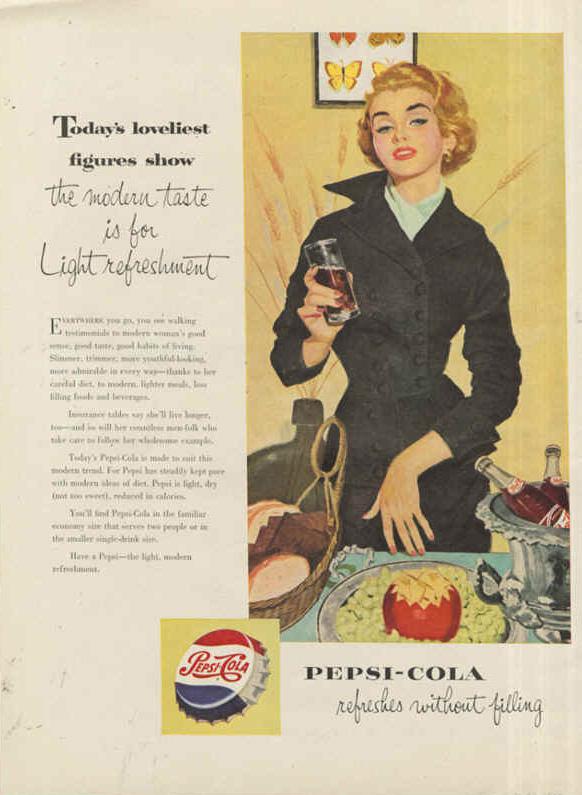 Today's loveliest
figures show
the modern taste
is for
Light refreshment
EVERYWHERE you go, you see walking
testimonials to modern woman's good
sense, good taste, good habits of living.
Slimmer, trimmer, more youthful-looking,
more admirable in every way—thanks to her
careful diet, to modern, lighter meals, less
filling foods and beverages.
Insurance tables say she'll live longer,
too—and so will her countless men-folk who
take care to follow her wholesome example.
Today's Pepsi-Cola is made to suit this
modern trend. For Pepsi has steadily kept pace
with modern ideas of diet. Pepsi is light, dry
(not too sweet), reduced in calories.
You'll find Pepsi-Cola in the familiar
economy size that serves two people or in
the smaller single-drink size.
Have a Pepsi—the light, modern
refreshment.
PEPSI-COLA
PEPSI-COLA
refreshes without filling